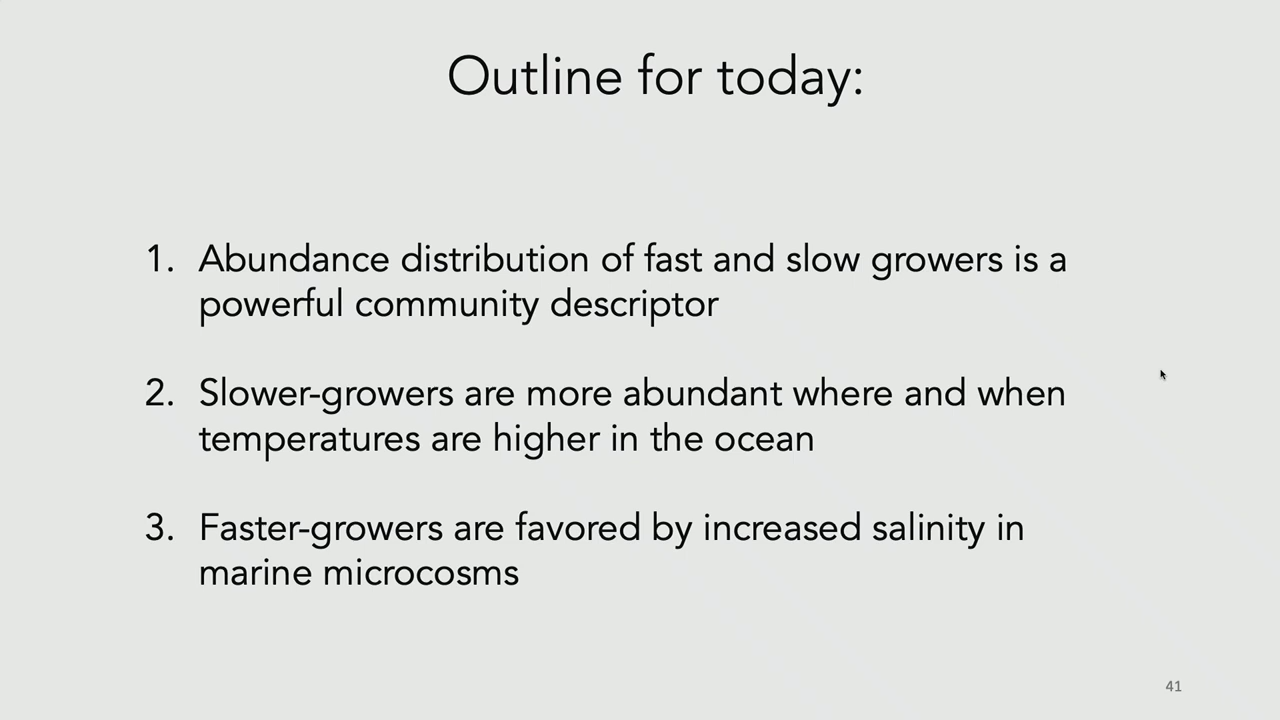 Outline for today:
1. Abundance distribution of fast and slow growers is a
powerful community descriptor
2. Slower-growers are more abundant where and when
temperatures are higher in the ocean
3. Faster-growers are favored by increased salinity in
marine microcosms
41